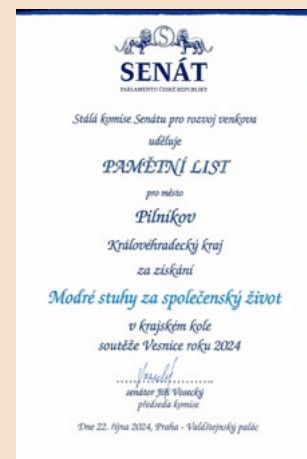 SENÁT
PARLAMENTU ČESKÉ REPUBLIKY
Stálá komise Senátu pro rozvoj venkova
uděluje
PAMĚTNÍ LIST
pro město
Pilníkov
Královéhradecký kraj
za získání
Modré stuhy za společenský život
v krajském kole
soutěže Vesnice roku 2024
senátor Jiří Vosecký
předseda komise
Dne 22. října 2024, Praha - Valdštejnský palác